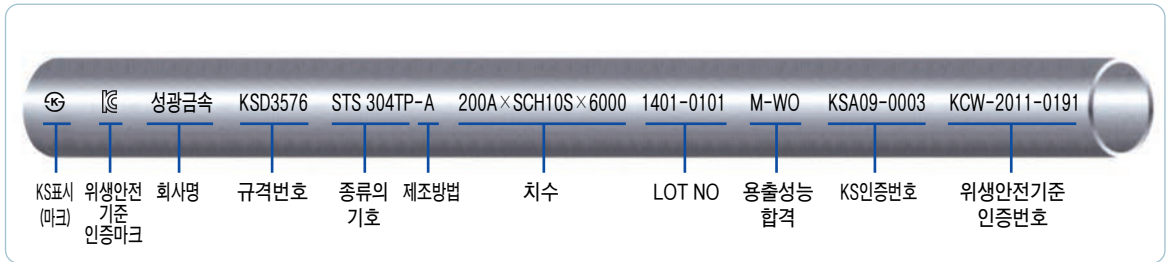 성광금속 KSD3576 STS 304TP-A 200A×SCH10S×6000 1401-0101 M-WO KSA09-0003 KCW-2011-0191
KS표시 위생안전 회사명 규격번호 종류의 제조방법 치수 LOT NO 용출성능 KS인증번호 위생안전기준
(마크) 기준 기호 합격 인증번호
인증마크